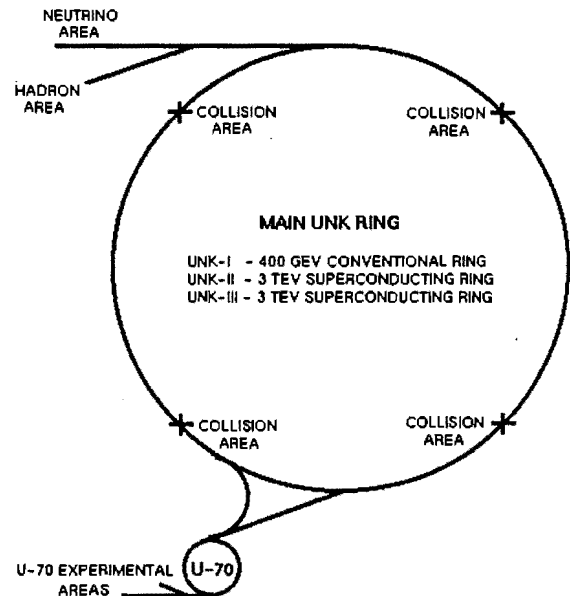 NEUTRINO
AREA
HADRON
AREA
COLLISION
AREA
COLLISION
AREA
MAIN UNK RING
UNK-I - 400 GEV CONVENTIONAL RING
UNK-II - 3 TEV SUPERCONDUCTING RING
UNK-III - 3 TEV SUPERCONDUCTING RING
COLLISION
AREA
COLLISION
AREA
U-70
U-70 EXPERIMENTAL
AREAS